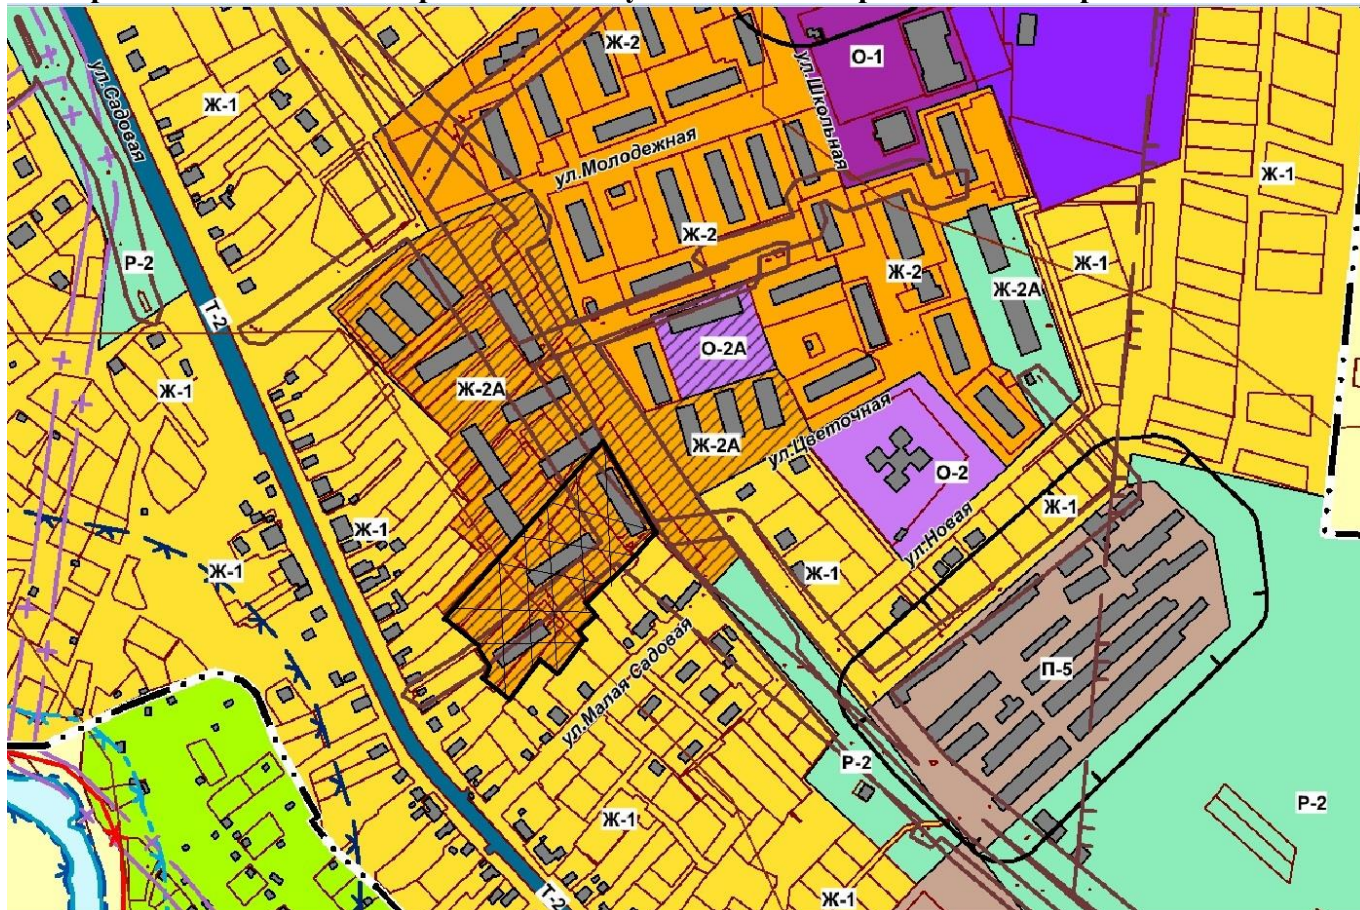 Ж-2
О-1
ул.Садовая
ул.Школьная
Ж-1
ул.Молодежная
Ж-1
Ж-2
Р-2
Ж-1
Ж-2
Ж-2А
Т-2
О-2А
Ж-1
Ж-2А
ул.Цветочная
Ж-2А
О-2
Ж-1
Ж-1
ул.Новая
Ж-1
Ж-1
ул.Малая Садовая
П-5
Р-2
Р-2
Ж-1
Т-2
Ж-1